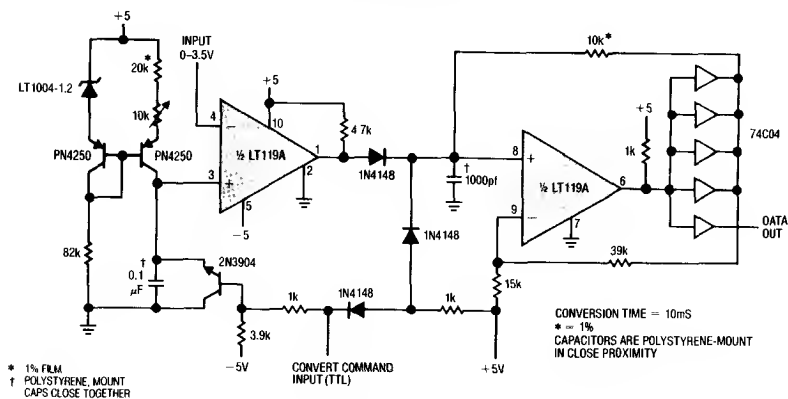 +5
INPUT
0–3.5V
10k*
LT1004-1.2
20k*
10k
+5
4.7k
+5
1k
74C04
PN4250
PN4250
4
10
1
2
3
5
½ LT119A
−
+
-5
1N4148
†
1000pf
8
9
6
7
½ LT119A
+
−
DATA
OUT
82k
†
0.1
µF
2N3904
1N4148
39k
15k
1k
1N4148
1k
3.9k
-5V
CONVERT COMMAND
INPUT (TTL)
+5V
CONVERSION TIME = 10mS
* = 1%
CAPACITORS ARE POLYSTYRENE-MOUNT
IN CLOSE PROXIMITY
* 1% FILM
† POLYSTYRENE, MOUNT
CAPS CLOSE TOGETHER